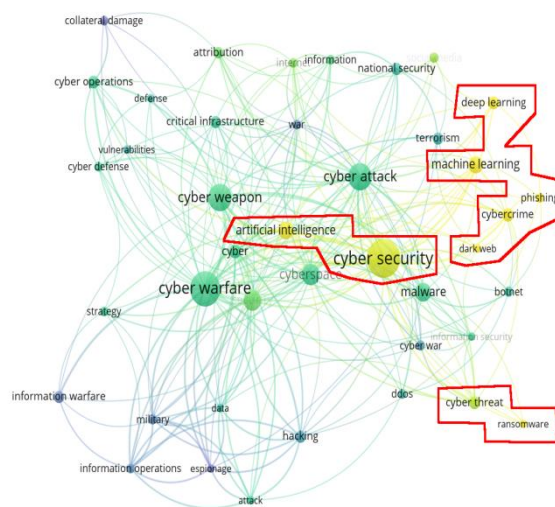 collateral damage
attribution
internet
information
cyber operations
national security
defense
deep learning
critical infrastructure
war
terrorism
vulnerabilities
cyber defense
machine learning
cyber attack
cyber weapon
phishing
cybercrime
artificial intelligence
cyber
dark web
cyber security
cyberspace
cyber warfare
malware
botnet
strategy
information security
cyber war
information warfare
ddos
cyber threat
data
military
ransomware
hacking
information operations
espionage
attack